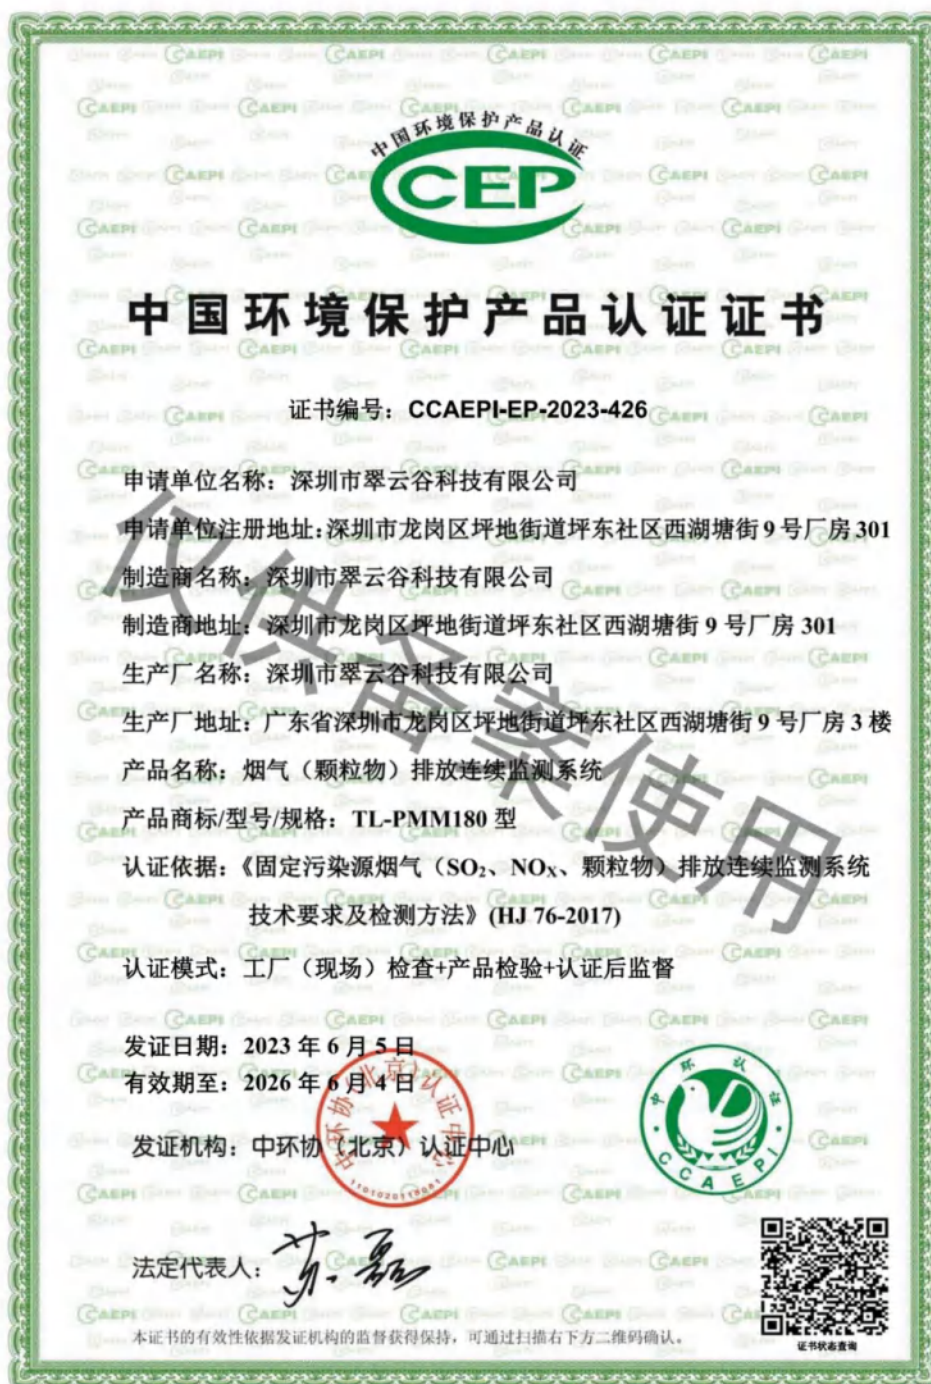 中国环境保护产品认证
CEP
中国环境保护产品认证证书
证书编号：CCAEPI-EP-2023-426
申请单位名称：深圳市翠云谷科技有限公司
申请单位注册地址：深圳市龙岗区坪地街道坪东社区西湖塘街9号厂房301
制造商名称：深圳市翠云谷科技有限公司
制造商地址：深圳市龙岗区坪地街道坪东社区西湖塘街9号厂房301
生产厂名称：深圳市翠云谷科技有限公司
生产厂地址：广东省深圳市龙岗区坪地街道坪东社区西湖塘街9号厂房3楼
产品名称：烟气（颗粒物）排放连续监测系统
产品商标/型号/规格：TL-PMM180 型
认证依据：《固定污染源烟气（SO₂、NOx、颗粒物）排放连续监测系统
技术要求及检测方法》(HJ 76-2017)
认证模式：工厂（现场）检查+产品检验+认证后监督
仅供备案使用
发证日期：2023 年 6 月 5 日
有效期至：2026 年 6 月 4 日
发证机构：中环协（北京）认证中心
中环协(北京)认证中心
中环认证
CCAEPI
法定代表人：
本证书的有效性依据发证机构的监督获得保持，可通过扫描右下方二维码确认。
证书状态查询